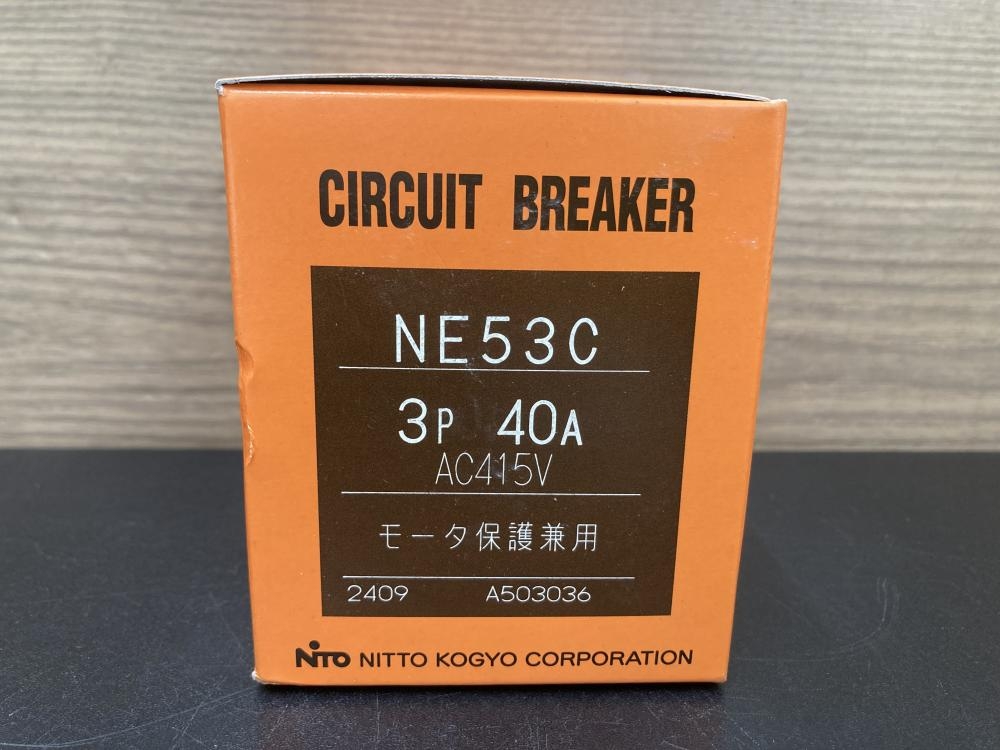 CIRCUIT BREAKER
NE53C
3P 40A
AC415V
モータ保護兼用
2409 A503036
NITO NITTO KOGYO CORPORATION